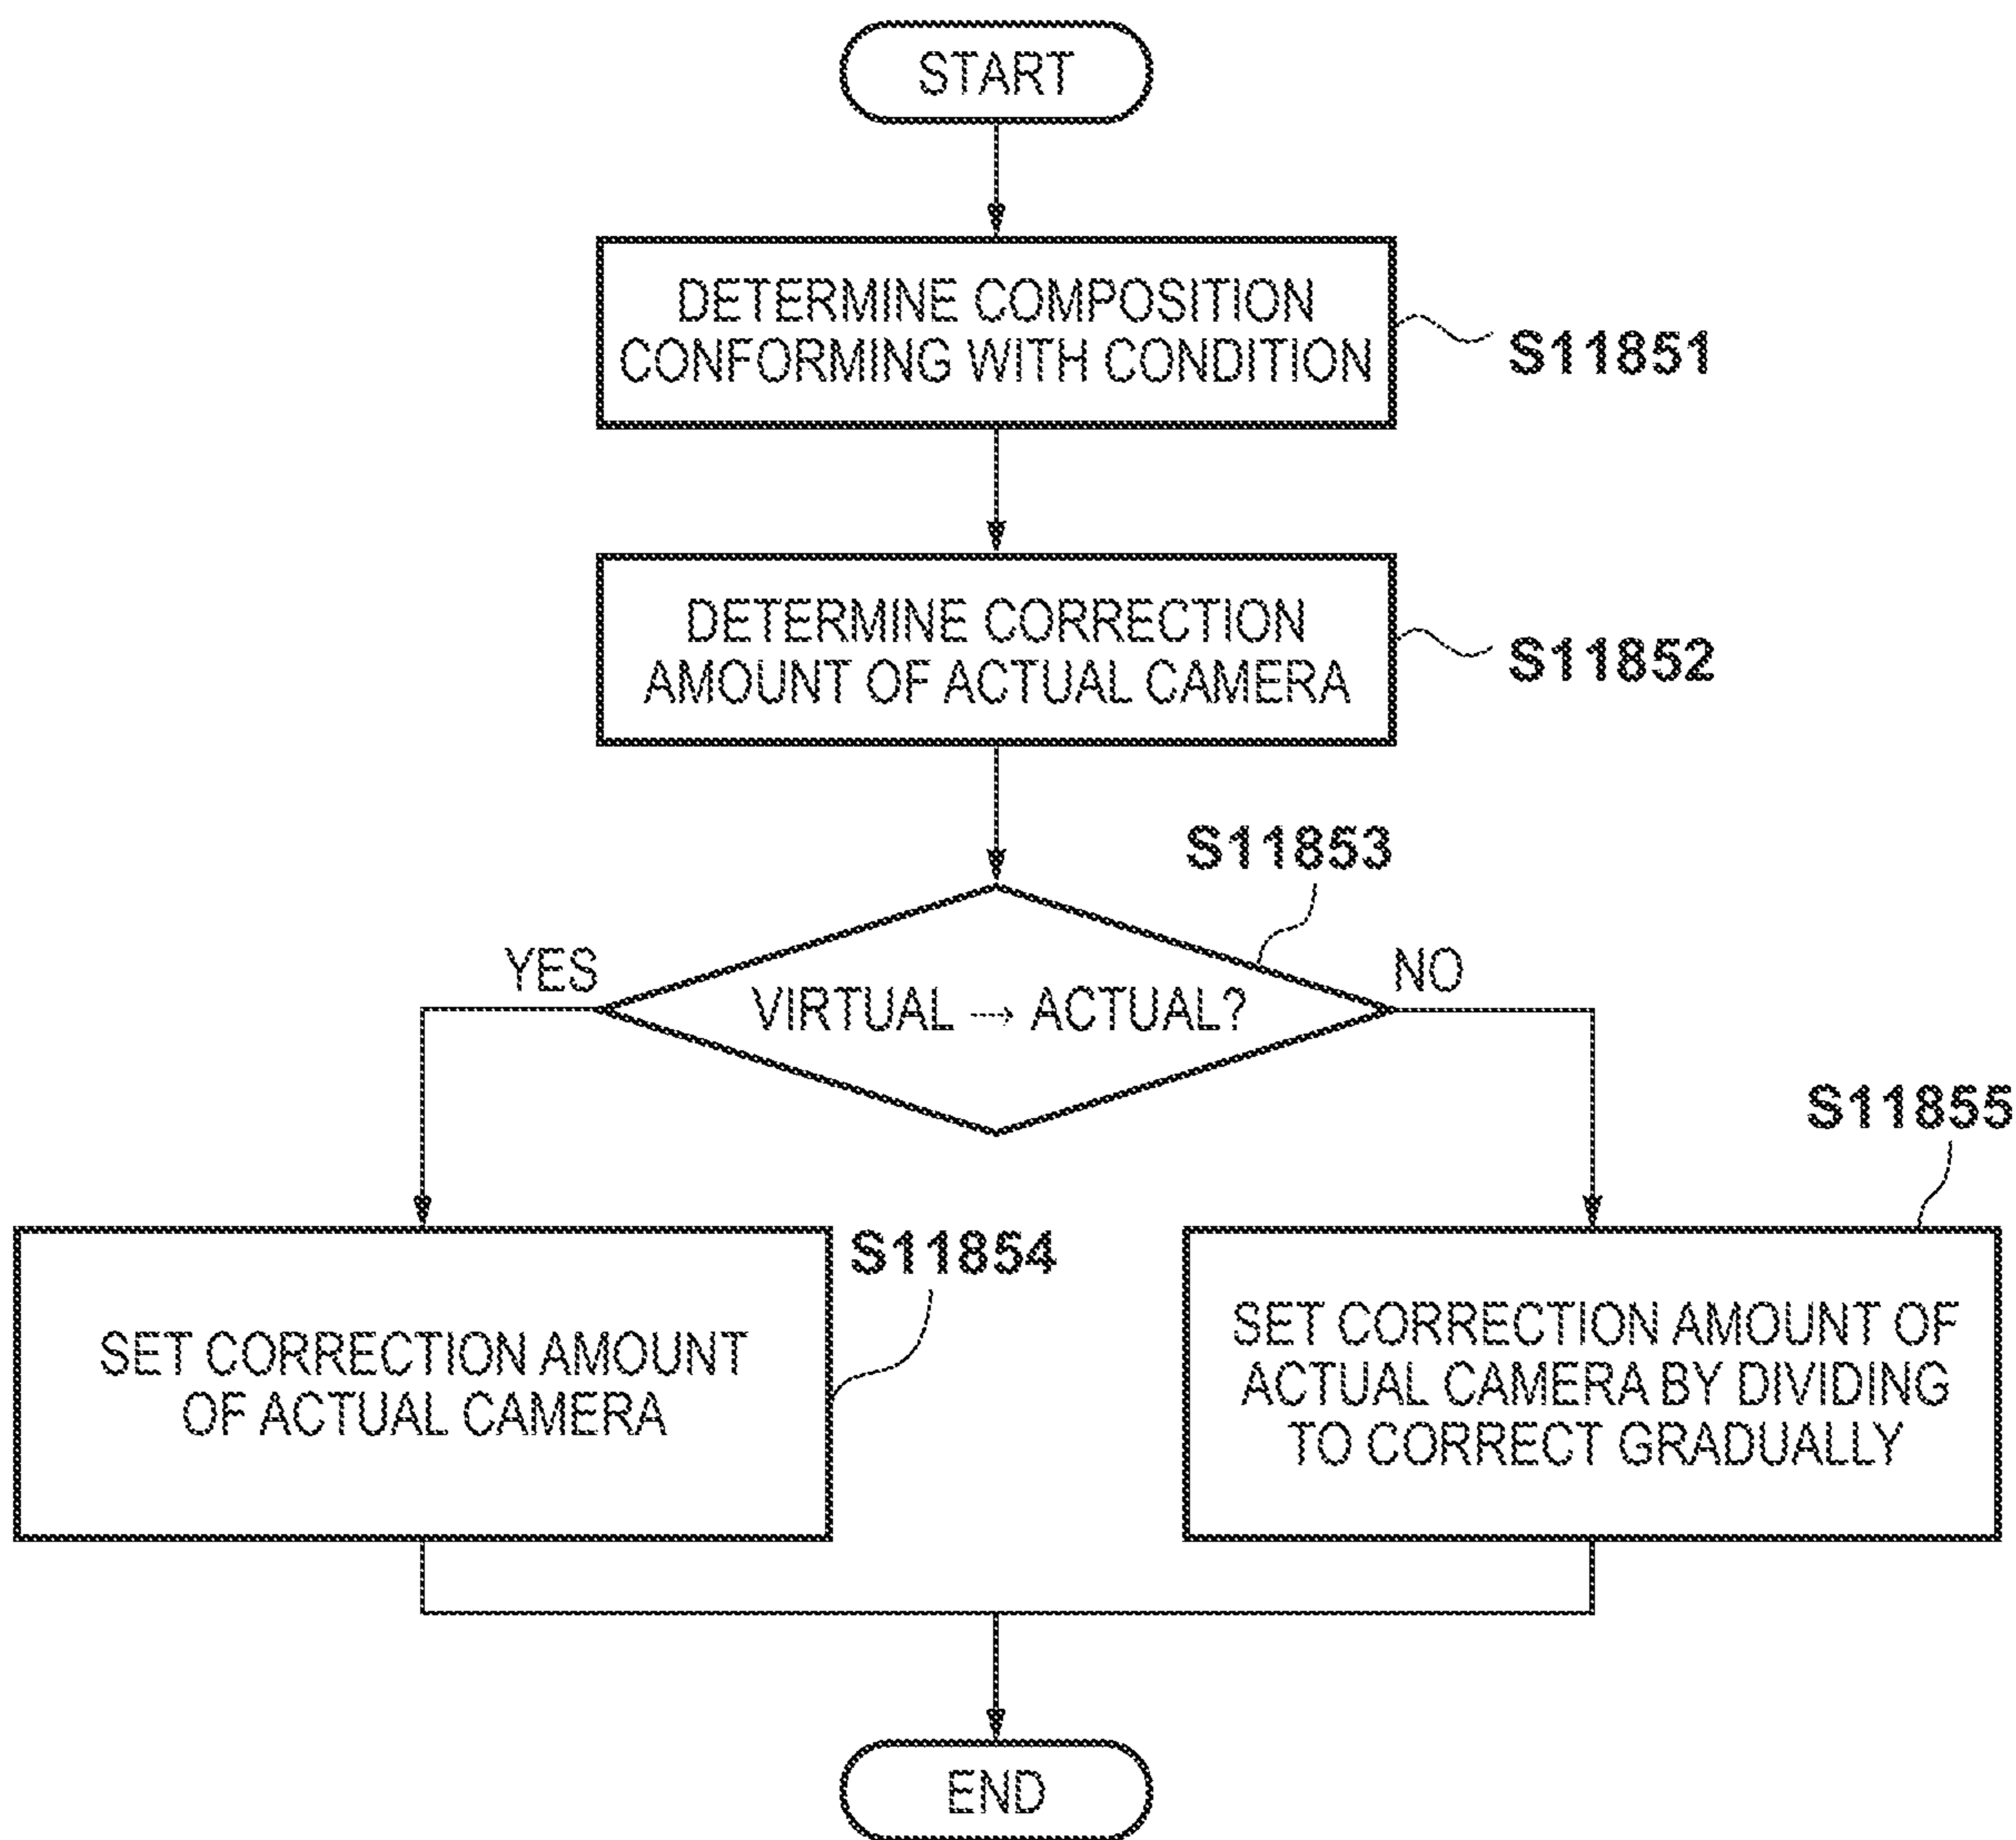 START
DETERMINE COMPOSITION
CONFORMING WITH CONDITION
S11851
DETERMINE CORRECTION
AMOUNT OF ACTUAL CAMERA
S11852
S11853
YES
VIRTUAL → ACTUAL?
NO
S11855
S11854
SET CORRECTION AMOUNT
OF ACTUAL CAMERA
SET CORRECTION AMOUNT OF
ACTUAL CAMERA BY DIVIDING
TO CORRECT GRADUALLY
END